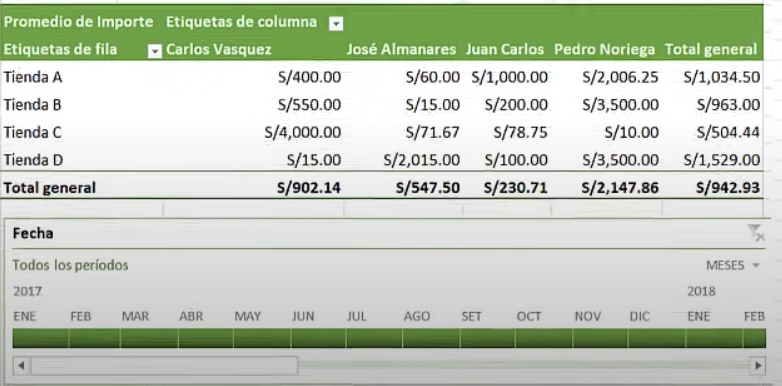 Promedio de Importe Etiquetas de columna
Etiquetas de fila Carlos Vasquez José Almanares Juan Carlos Pedro Noriega Total general
Tienda A S/400.00 S/60.00 S/1,000.00 S/2,006.25 S/1,034.50
Tienda B S/550.00 S/15.00 S/200.00 S/3,500.00 S/963.00
Tienda C S/4,000.00 S/71.67 S/78.75 S/10.00 S/504.44
Tienda D S/15.00 S/2,015.00 S/100.00 S/3,500.00 S/1,529.00
Total general S/902.14 S/547.50 S/230.71 S/2,147.86 S/942.93
Fecha
Todos los períodos MESES
2017 2018
ENE FEB MAR ABR MAY JUN JUL AGO SET OCT NOV DIC ENE FEB